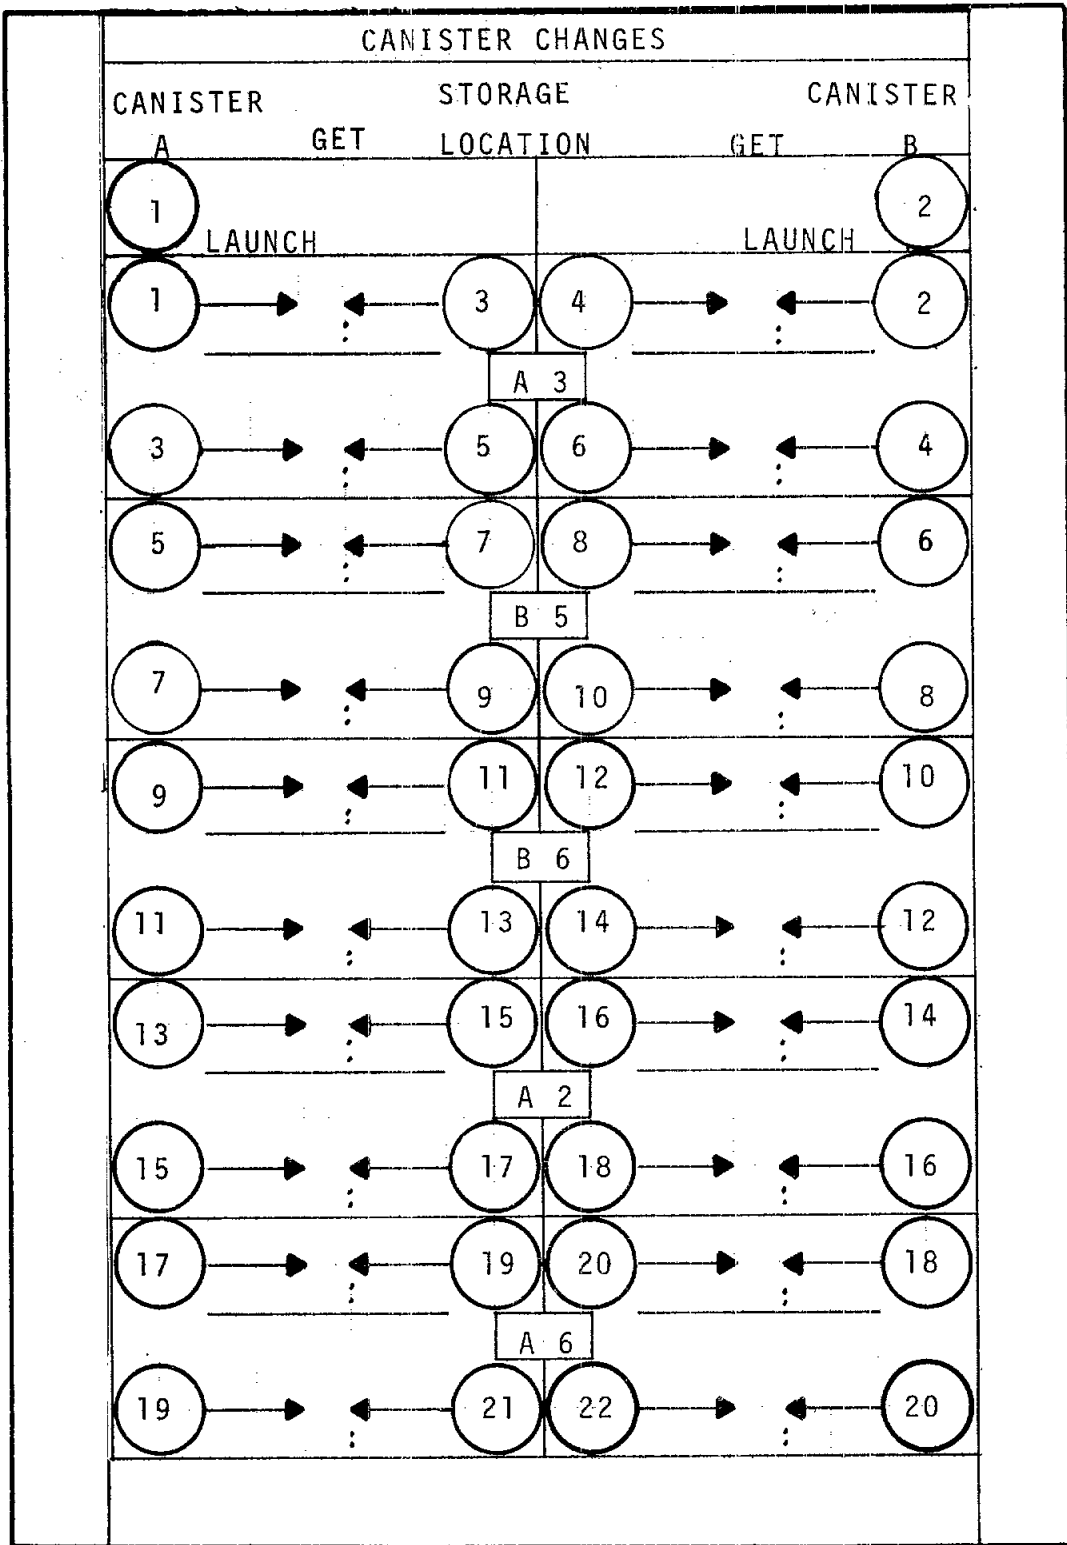 CANISTER CHANGES
CANISTER A GET STORAGE LOCATION GET CANISTER B
1 2
LAUNCH LAUNCH
1 3 4 2
A 3
3 5 6 4
5 7 8 6
B 5
7 9 10 8
9 11 12 10
B 6
11 13 14 12
13 15 16 14
A 2
15 17 18 16
17 19 20 18
A 6
19 21 22 20